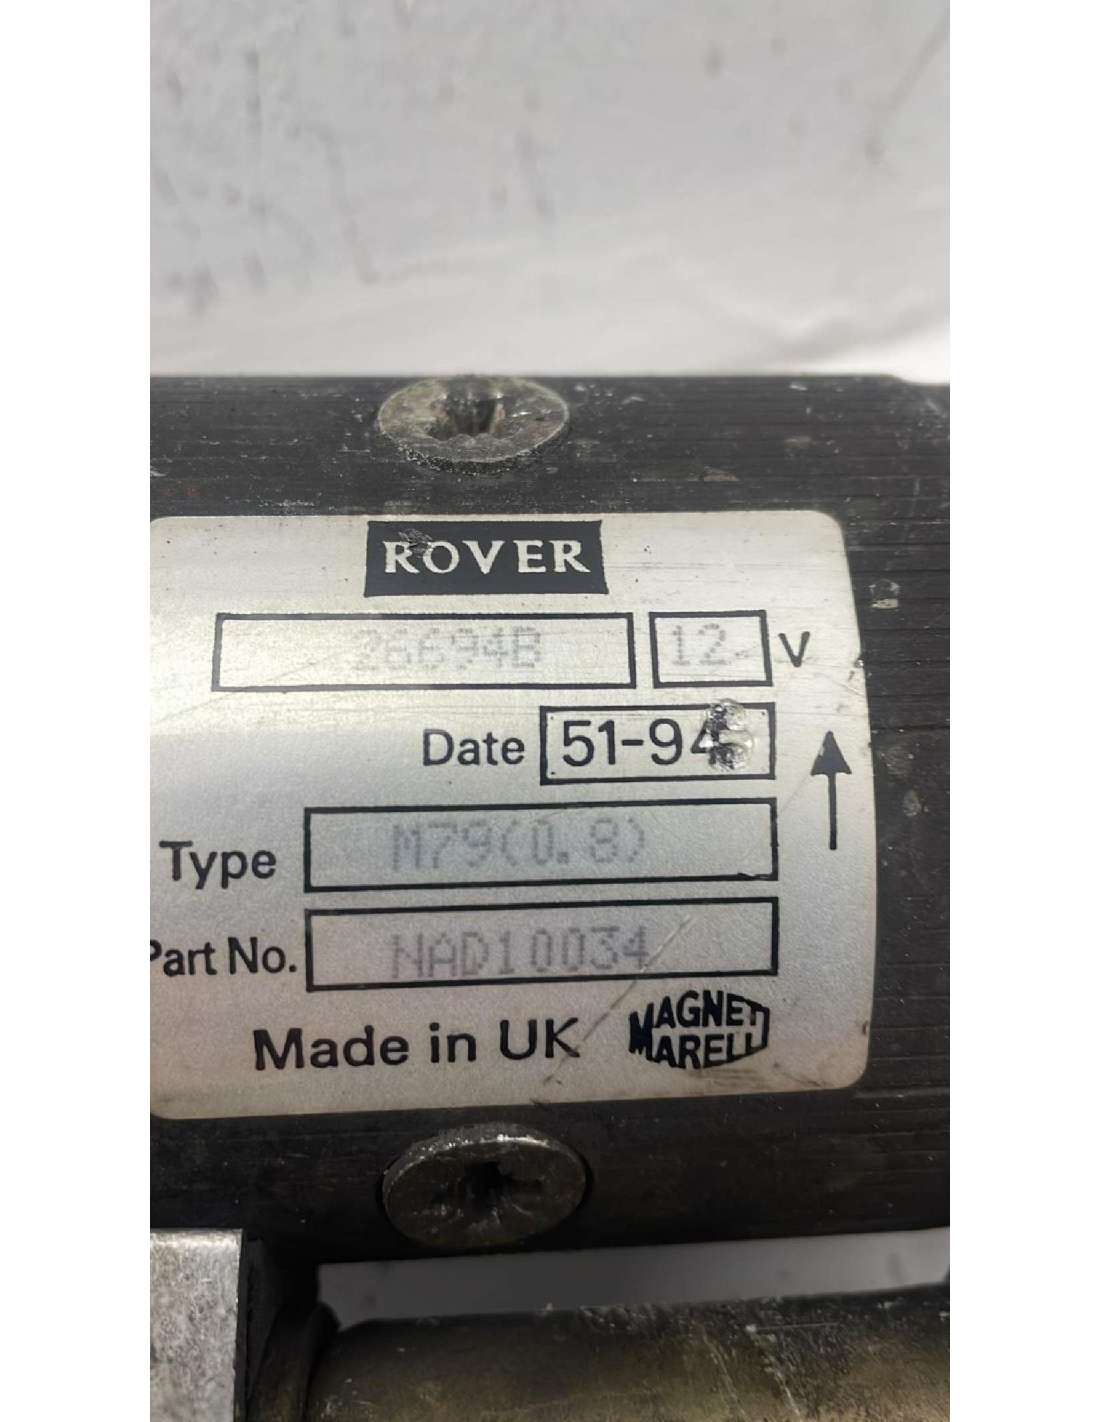 ROVER
26694B 12 V
Date 51-94
Type M79(0.8)
Part No. NAD10034
Made in UK MAGNETI MARELLI